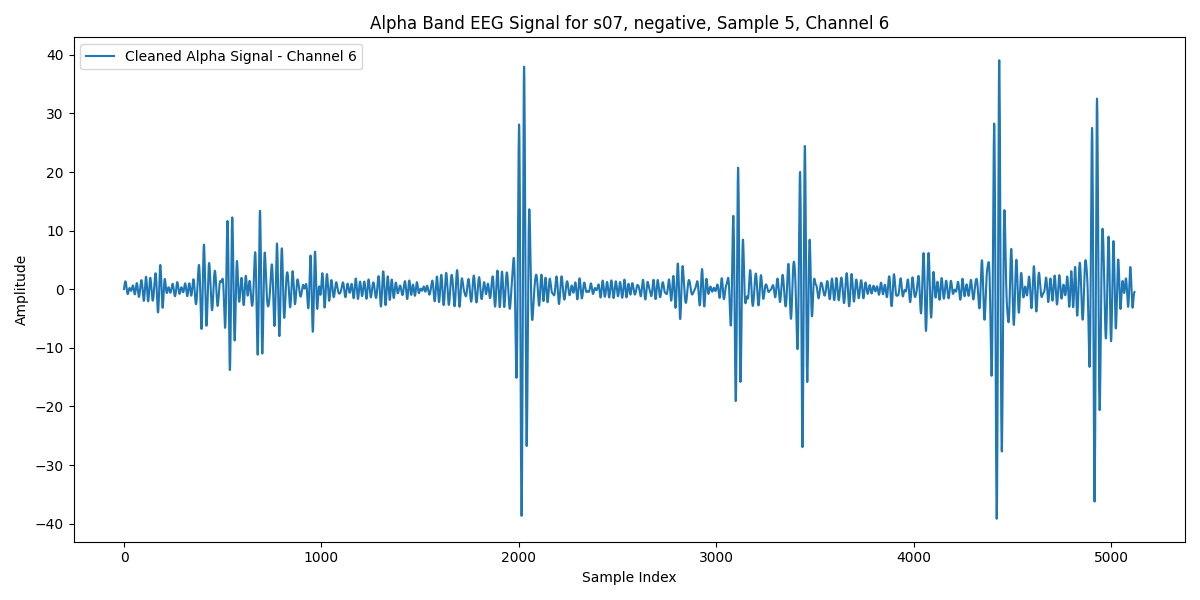 Alpha Band EEG Signal for s07, negative, Sample 5, Channel 6
Cleaned Alpha Signal - Channel 6
Amplitude
40
30
20
10
0
−10
−20
−30
−40
0 1000 2000 3000 4000 5000
Sample Index